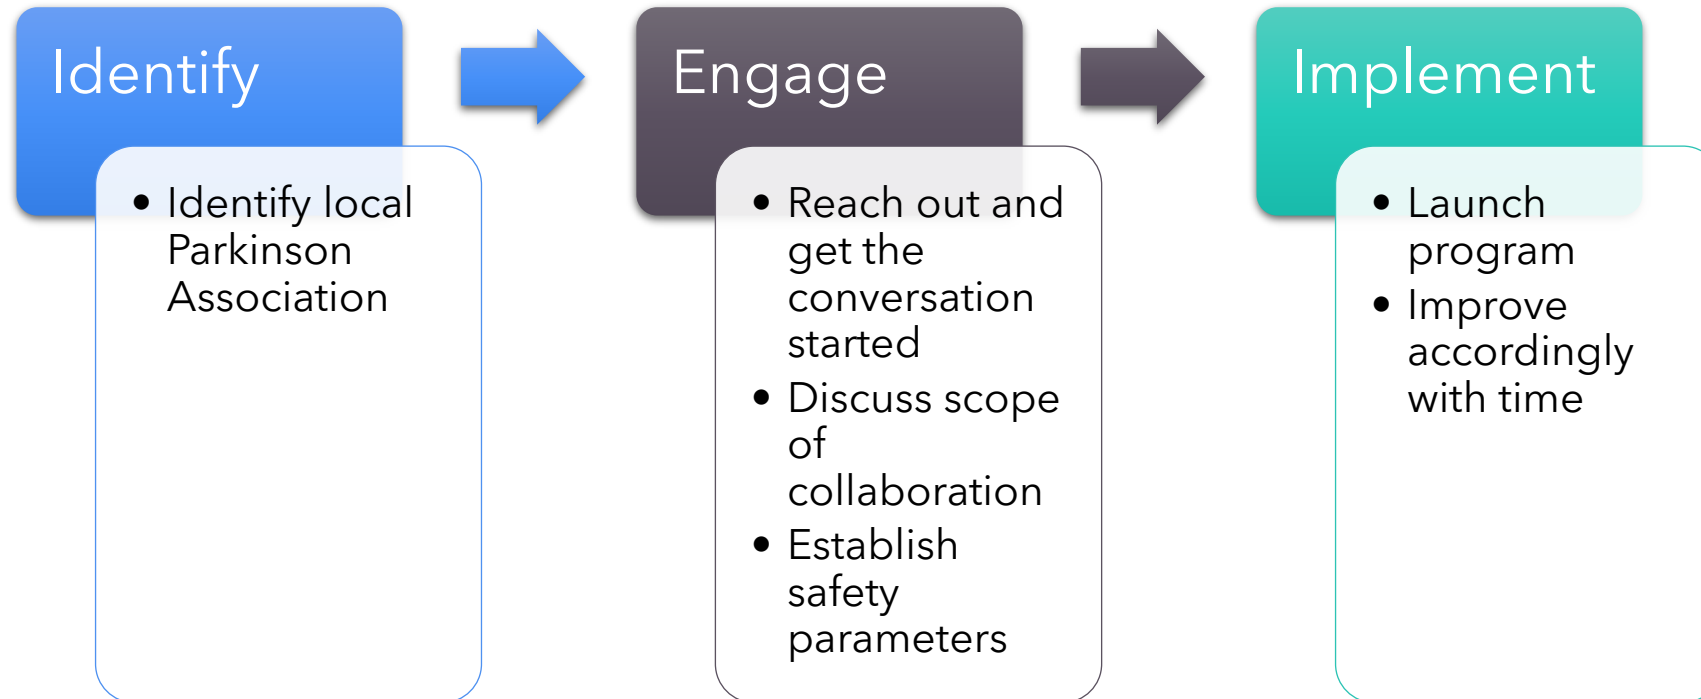 Identify
• Identify local
Parkinson
Association
Engage
• Reach out and
get the
conversation
started
• Discuss scope
of
collaboration
• Establish
safety
parameters
Implement
• Launch
program
• Improve
accordingly
with time